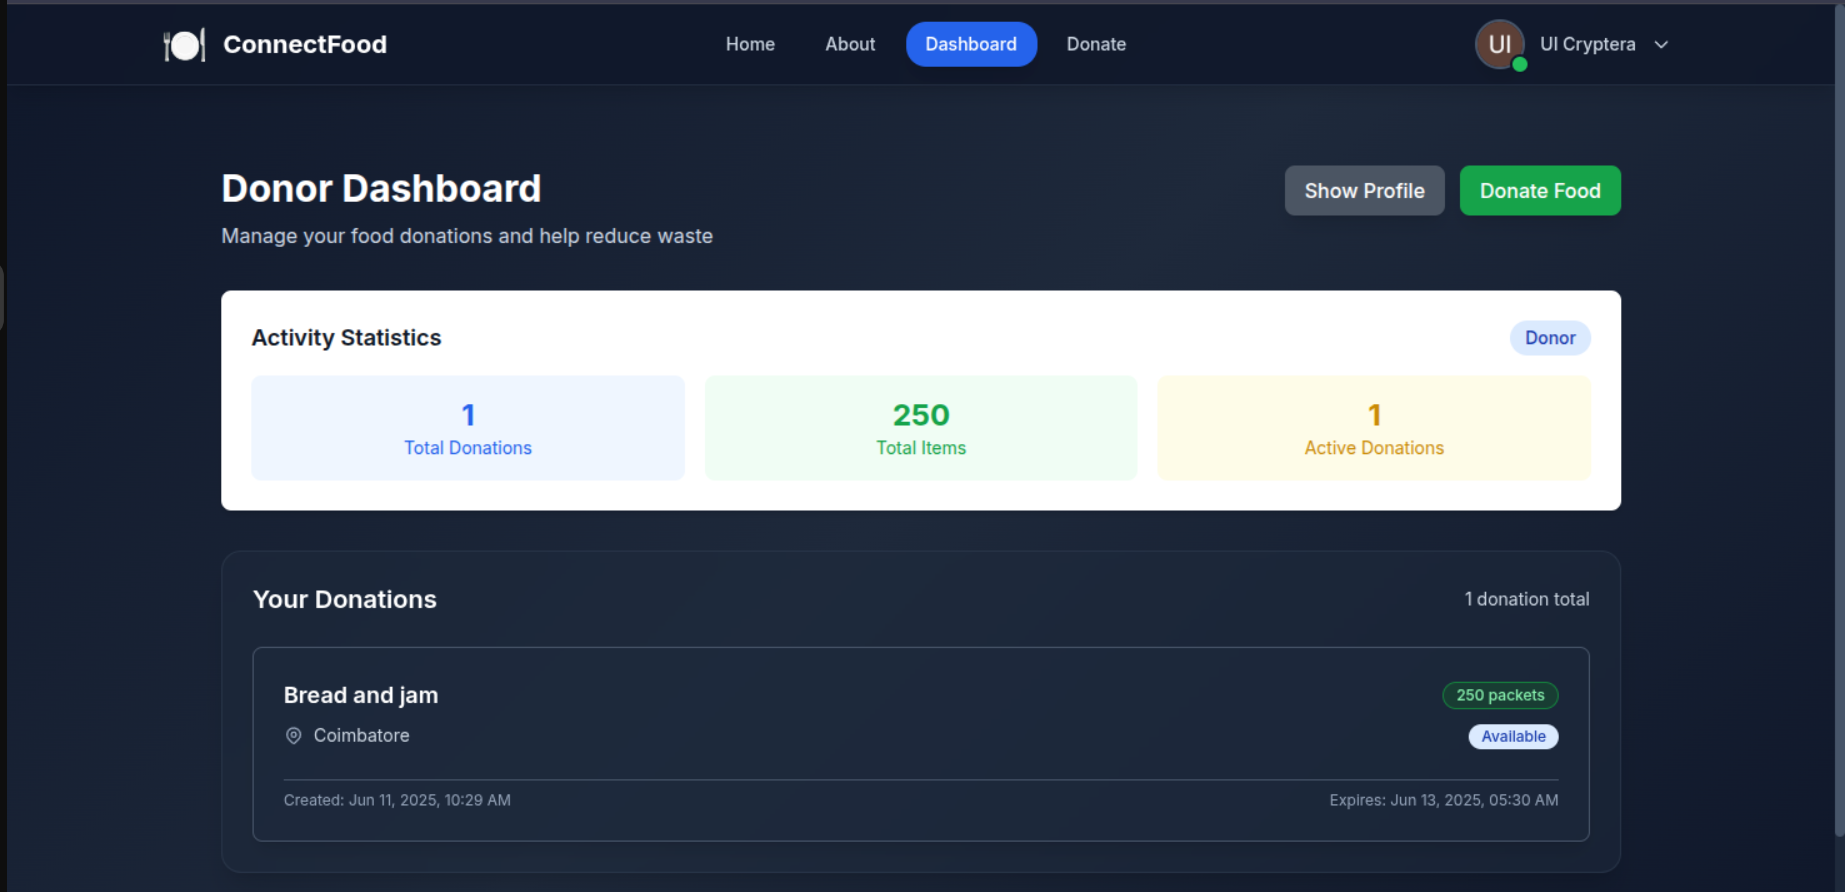 ConnectFood
Home About Dashboard Donate
UI UI Cryptera
Donor Dashboard
Show Profile Donate Food
Manage your food donations and help reduce waste
Activity Statistics Donor
1 250 1
Total Donations Total Items Active Donations
Your Donations 1 donation total
Bread and jam 250 packets
Coimbatore Available
Created: Jun 11, 2025, 10:29 AM Expires: Jun 13, 2025, 05:30 AM